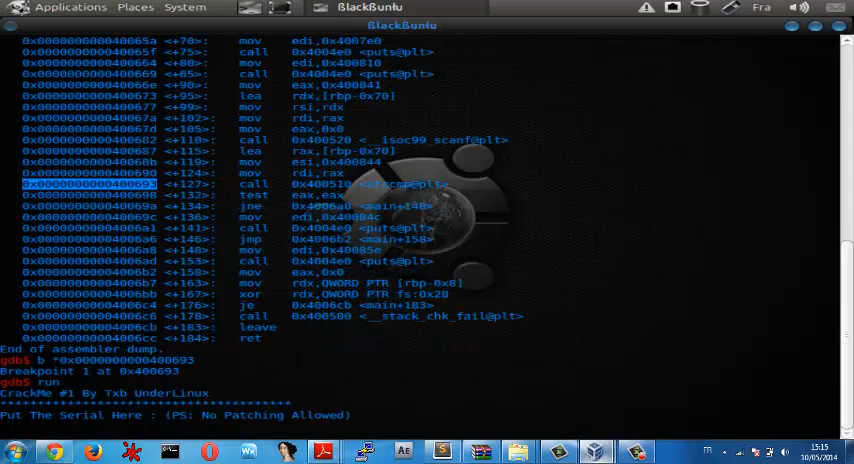 Applications Places System ßlackßuntu Fra
ßlackßuntu
0x000000000040065a <+70>: mov edi,0x4007e0
0x000000000040065f <+75>: call 0x4004e0 <puts@plt>
0x0000000000400664 <+80>: mov edi,0x400810
0x0000000000400669 <+85>: call 0x4004e0 <puts@plt>
0x000000000040066e <+90>: mov eax,0x400841
0x0000000000400673 <+95>: lea rdx,[rbp-0x70]
0x0000000000400677 <+99>: mov rsi,rdx
0x000000000040067a <+102>: mov rdi,rax
0x000000000040067d <+105>: mov eax,0x0
0x0000000000400682 <+110>: call 0x400520 <__isoc99_scanf@plt>
0x0000000000400687 <+115>: lea rax,[rbp-0x70]
0x000000000040068b <+119>: mov esi,0x400844
0x0000000000400690 <+124>: mov rdi,rax
0x0000000000400693 <+127>: call 0x400510 <strcmp@plt>
0x0000000000400698 <+132>: test eax,eax
0x000000000040069a <+134>: jne 0x4006a8 <main+148>
0x000000000040069c <+136>: mov edi,0x40084c
0x00000000004006a1 <+141>: call 0x4004e0 <puts@plt>
0x00000000004006a6 <+146>: jmp 0x4006b2 <main+158>
0x00000000004006a8 <+148>: mov edi,0x40085e
0x00000000004006ad <+153>: call 0x4004e0 <puts@plt>
0x00000000004006b2 <+158>: mov eax,0x0
0x00000000004006b7 <+163>: mov rdx,QWORD PTR [rbp-0x8]
0x00000000004006bb <+167>: xor rdx,QWORD PTR fs:0x28
0x00000000004006c4 <+176>: je 0x4006cb <main+183>
0x00000000004006c6 <+178>: call 0x400500 <__stack_chk_fail@plt>
0x00000000004006cb <+183>: leave
0x00000000004006cc <+184>: ret
End of assembler dump.
gdb$ b *0x0000000000400693
Breakpoint 1 at 0x400693
gdb$ run
CrackMe #1 By Txb UnderLinux
****************************************
Put The Serial Here : (PS: No Patching Allowed)
FR 15:15
10/05/2014